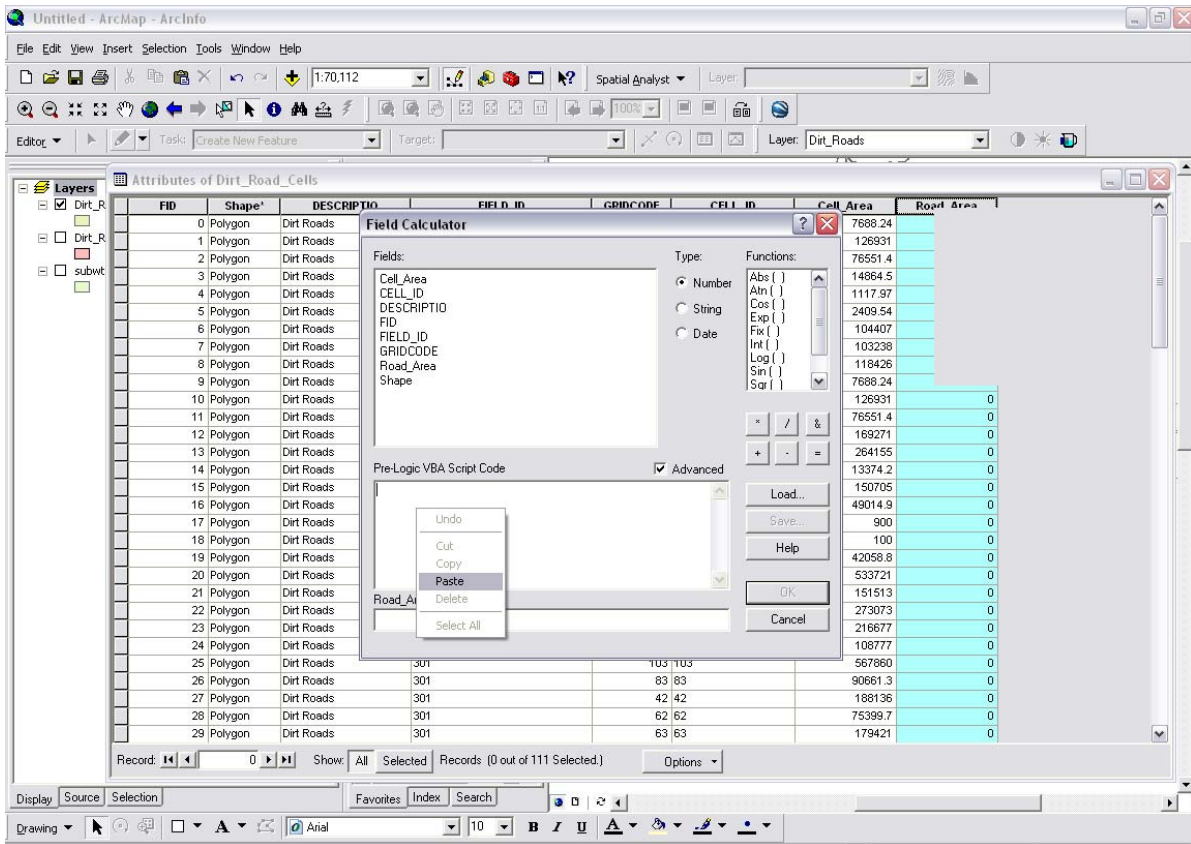 Untitled - ArcMap - ArcInfo
File Edit View Insert Selection Tools Window Help
1:70,112 Spatial Analyst Layer:
100%
Editor Task: Create New Feature Target: Layer: Dirt_Roads
Layers
Dirt_R
Dirt_R
subwt
Attributes of Dirt_Road_Cells
FID Shape* DESCRIPTIO FIELD_ID GRIDCODE CELL_ID Cell_Area Road_Area
0 Polygon Dirt Roads 7688.24
1 Polygon Dirt Roads 126931
2 Polygon Dirt Roads 76551.4
3 Polygon Dirt Roads 14864.5
4 Polygon Dirt Roads 1117.97
5 Polygon Dirt Roads 2409.54
6 Polygon Dirt Roads 104407
7 Polygon Dirt Roads 103238
8 Polygon Dirt Roads 118426
9 Polygon Dirt Roads 7688.24
10 Polygon Dirt Roads 126931 0
11 Polygon Dirt Roads 76551.4 0
12 Polygon Dirt Roads 169271 0
13 Polygon Dirt Roads 264155 0
14 Polygon Dirt Roads 13374.2 0
15 Polygon Dirt Roads 150705 0
16 Polygon Dirt Roads 49014.9 0
17 Polygon Dirt Roads 900 0
18 Polygon Dirt Roads 100 0
19 Polygon Dirt Roads 42058.8 0
20 Polygon Dirt Roads 533721 0
21 Polygon Dirt Roads 151513 0
22 Polygon Dirt Roads 273073 0
23 Polygon Dirt Roads 216677 0
24 Polygon Dirt Roads 108777 0
25 Polygon Dirt Roads 301 103 103 567860 0
26 Polygon Dirt Roads 301 83 83 90661.3 0
27 Polygon Dirt Roads 301 42 42 188136 0
28 Polygon Dirt Roads 301 62 62 75399.7 0
29 Polygon Dirt Roads 301 63 63 179421 0
Field Calculator
Fields:
Cell_Area
CELL_ID
DESCRIPTIO
FID
FIELD_ID
GRIDCODE
Road_Area
Shape
Type:
Number
String
Date
Functions:
Abs ( )
Atn ( )
Cos ( )
Exp ( )
Fix ( )
Int ( )
Log ( )
Sin ( )
Sqr ( )
* / &
+ - =
Pre-Logic VBA Script Code
Advanced
Load...
Save...
Help
OK
Cancel
Undo
Cut
Copy
Paste
Delete
Select All
Road_Ar
Record: 0 Show: All Selected Records (0 out of 111 Selected.) Options
Display Source Selection
Favorites Index Search
Drawing A Arial 10 B I U A